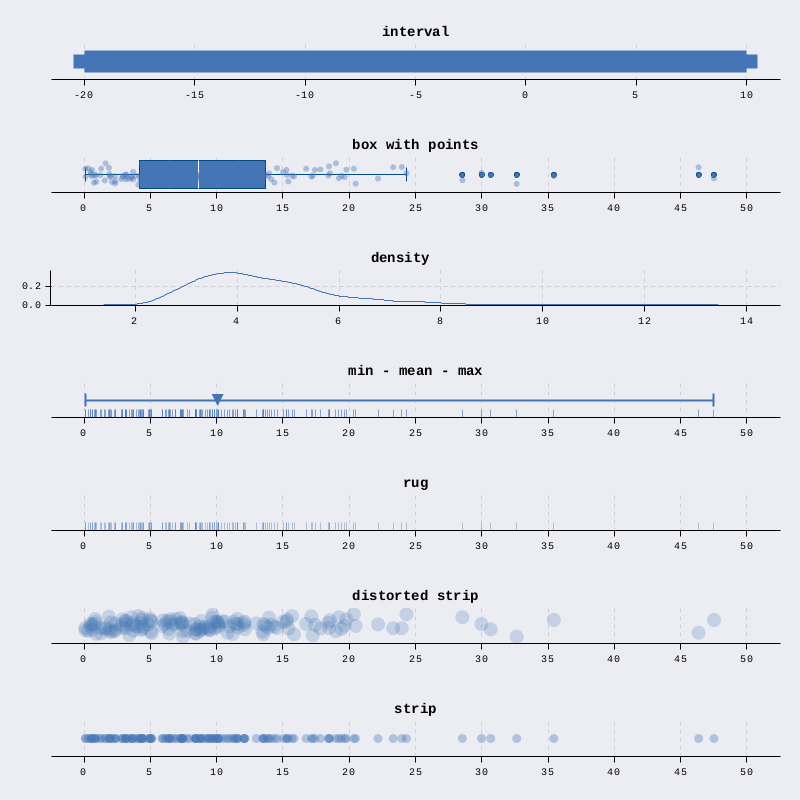 interval
-20 -15 -10 -5 0 5 10
box with points
0 5 10 15 20 25 30 35 40 45 50
density
0.2
0.0
2 4 6 8 10 12 14
min - mean - max
0 5 10 15 20 25 30 35 40 45 50
rug
0 5 10 15 20 25 30 35 40 45 50
distorted strip
0 5 10 15 20 25 30 35 40 45 50
strip
0 5 10 15 20 25 30 35 40 45 50